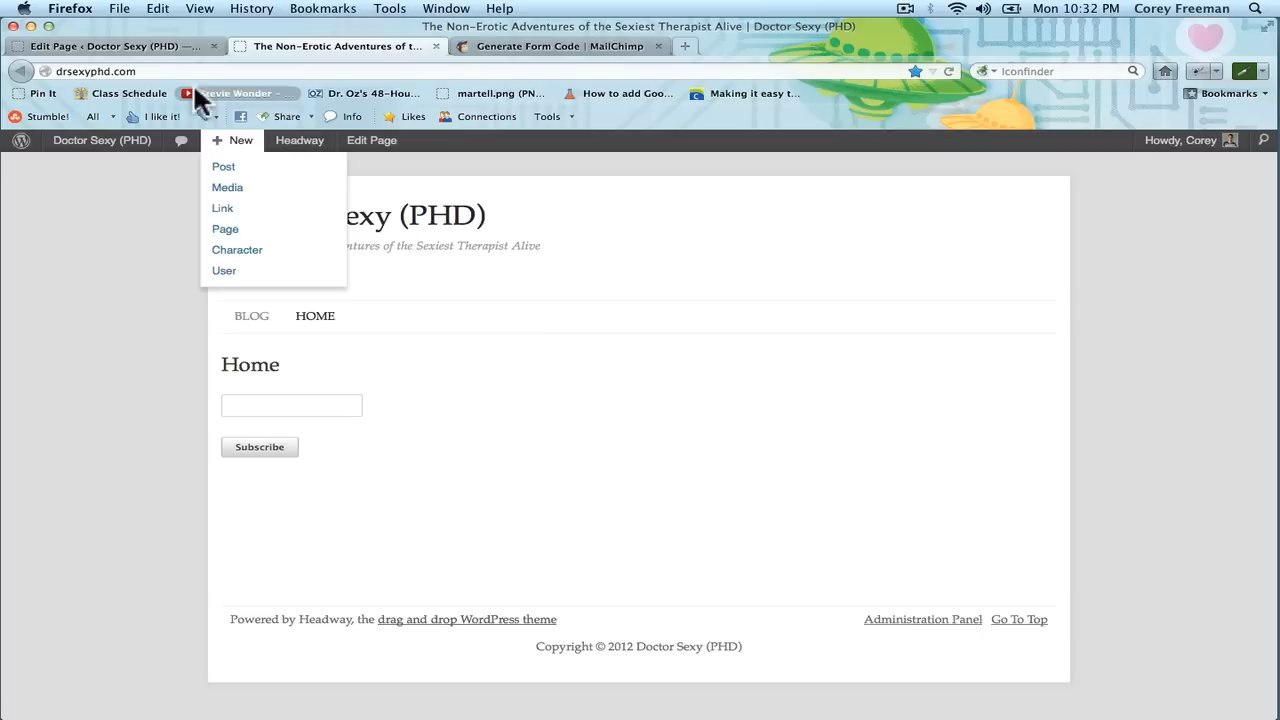 Firefox File Edit View History Bookmarks Tools Window Help Mon 10:32 PM Corey Freeman
The Non-Erotic Adventures of the Sexiest Therapist Alive | Doctor Sexy (PHD)
Edit Page ‹ Doctor Sexy (PHD) —... The Non-Erotic Adventures of t... Generate Form Code | MailChimp
drsexyphd.com Iconfinder
Pin It Class Schedule Stevie Wonder – ... Dr. Oz's 48-Hou... martell.png (PN... How to add Goo... Making it easy t... Bookmarks
Stumble! All I like it! Share Info Likes Connections Tools
Doctor Sexy (PHD) New Headway Edit Page Howdy, Corey
Post
Media
Link
Page
Character
User
exy (PHD)
ntures of the Sexiest Therapist Alive
BLOG HOME
Home
Subscribe
Powered by Headway, the drag and drop WordPress theme Administration Panel Go To Top
Copyright © 2012 Doctor Sexy (PHD)